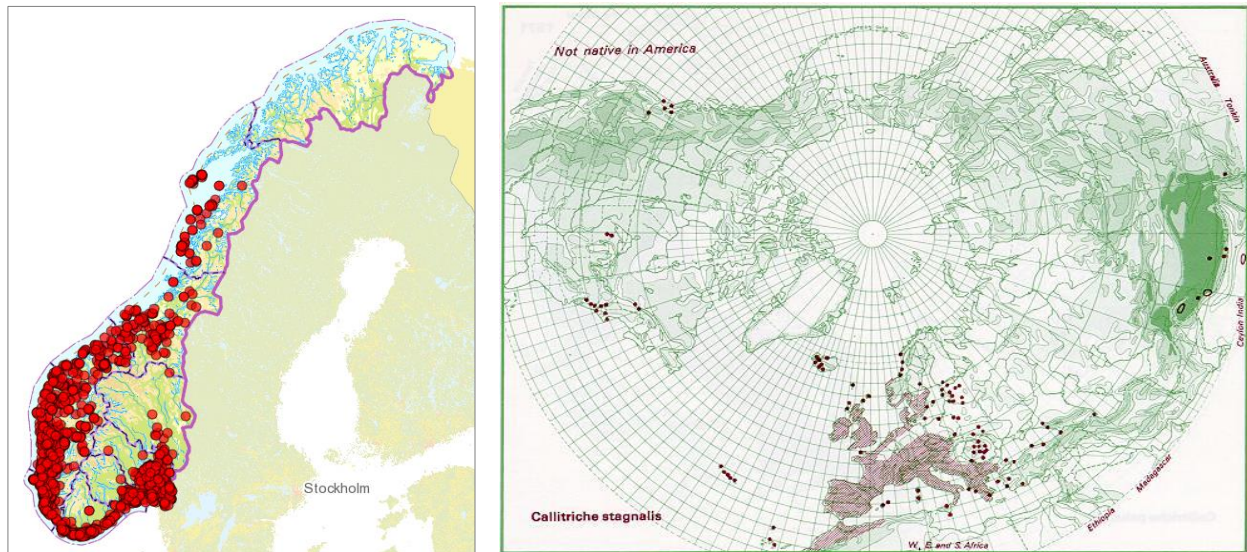 Stockholm
Not native in America
Australia
Tonkin
Ceylon India
Madagascar
Ethiopia
W., E. and S. Africa
Callitriche stagnalis